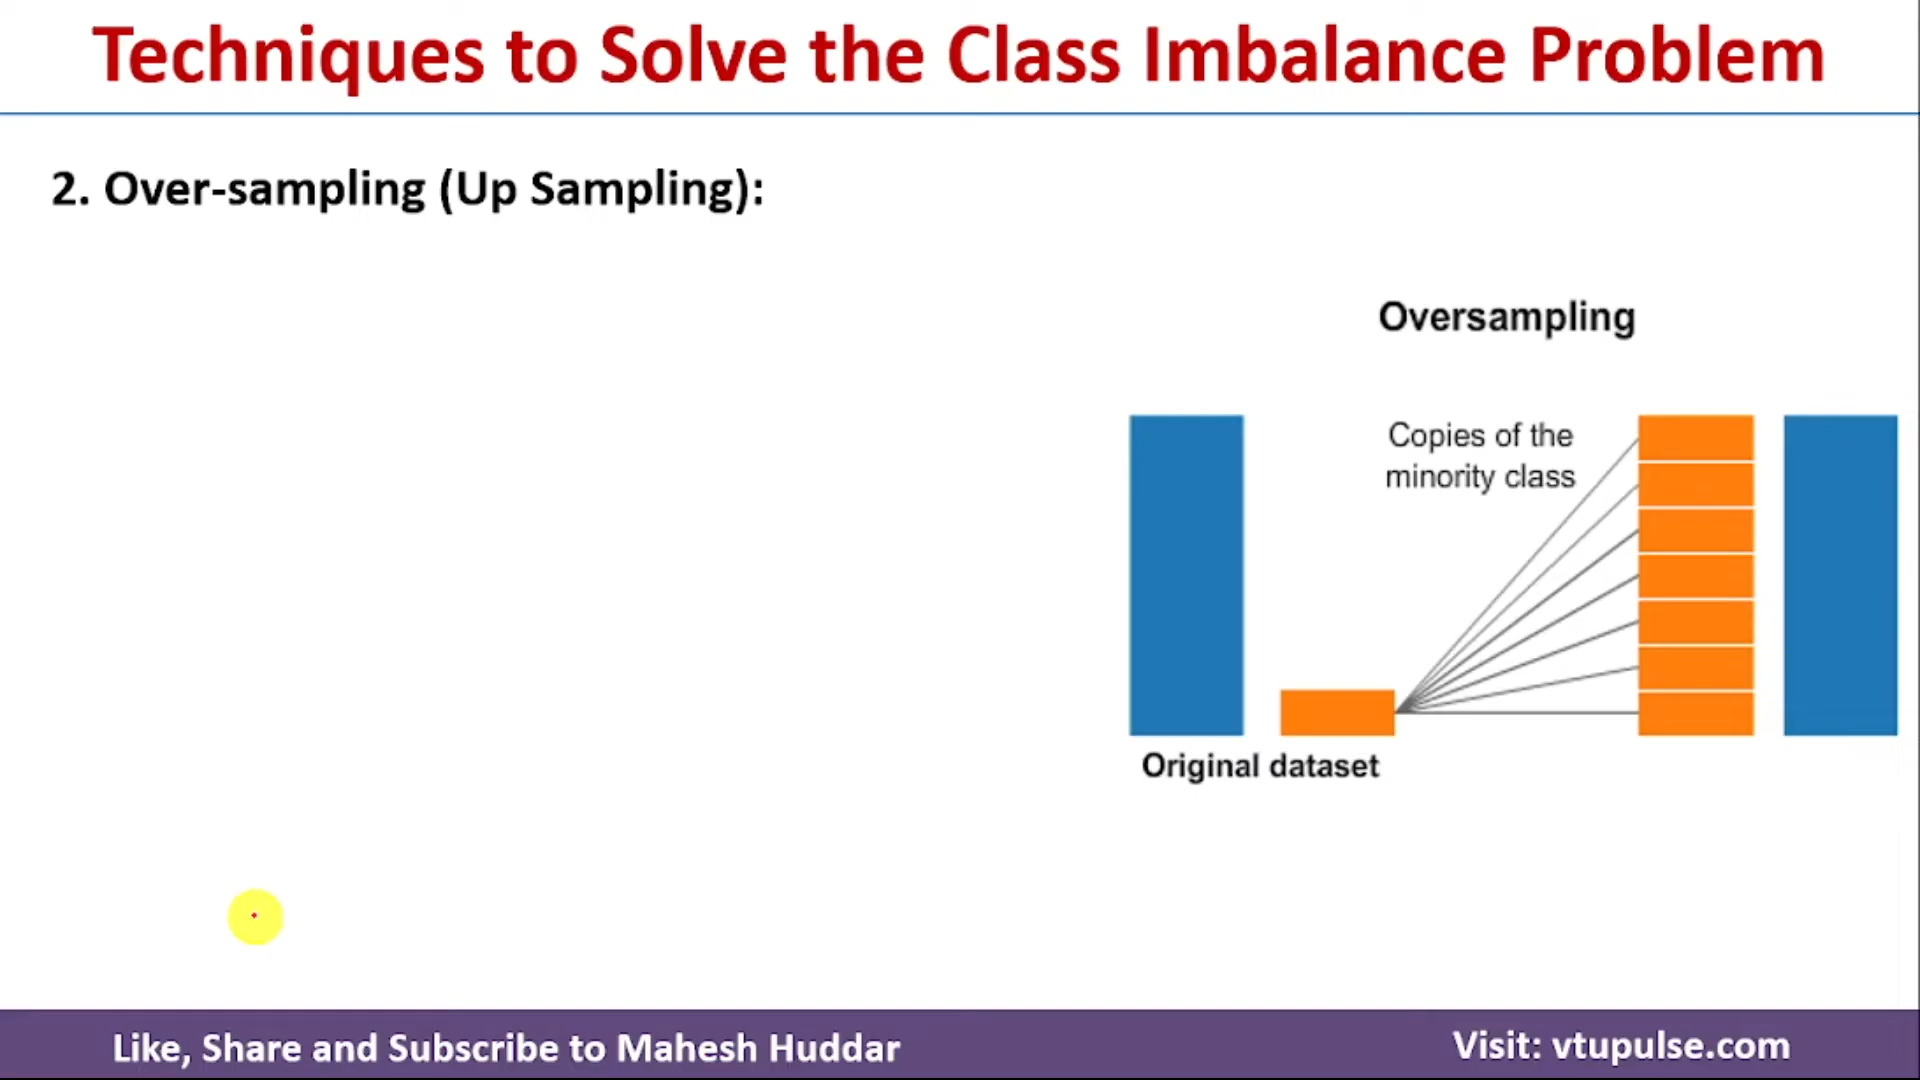 Techniques to Solve the Class Imbalance Problem
2. Over-sampling (Up Sampling):
Oversampling
Copies of the
minority class
Original dataset
Like, Share and Subscribe to Mahesh Huddar
Visit: vtupulse.com